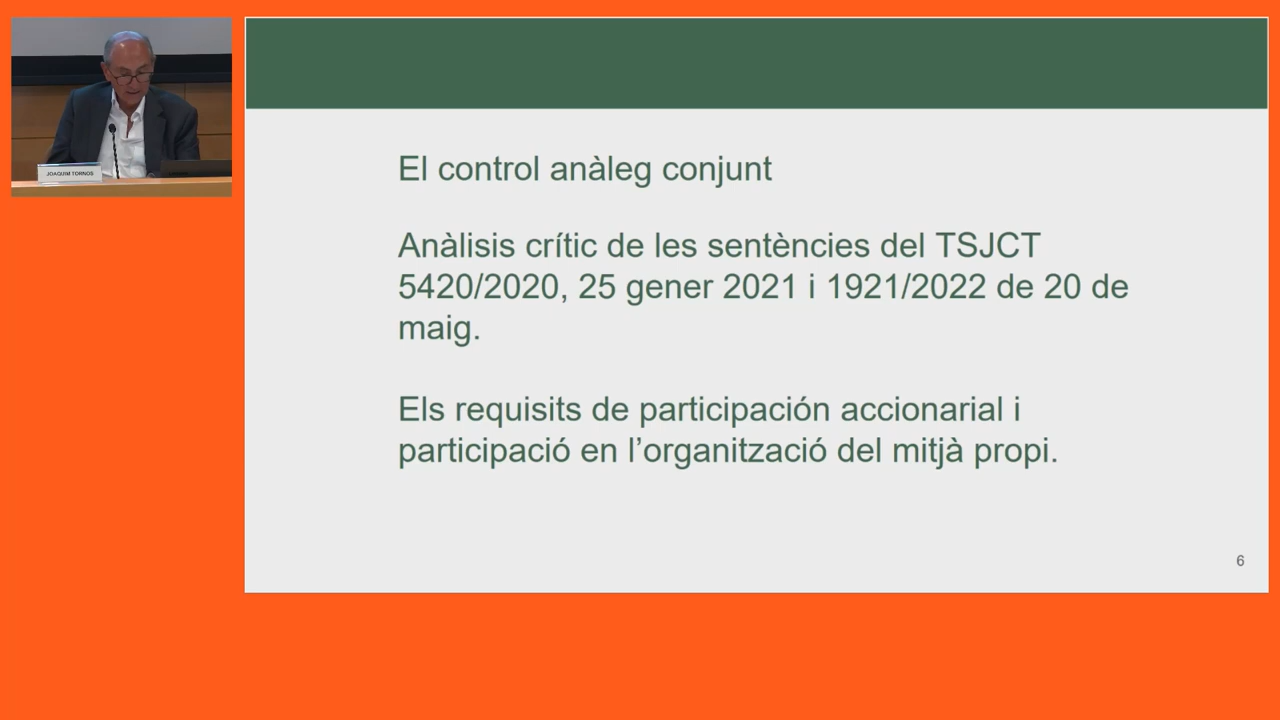 JOAQUIM TORNOS
El control anàleg conjunt
Anàlisis crític de les sentències del TSJCT
5420/2020, 25 gener 2021 i 1921/2022 de 20 de
maig.
Els requisits de participación accionarial i
participació en l’organització del mitjà propi.
6